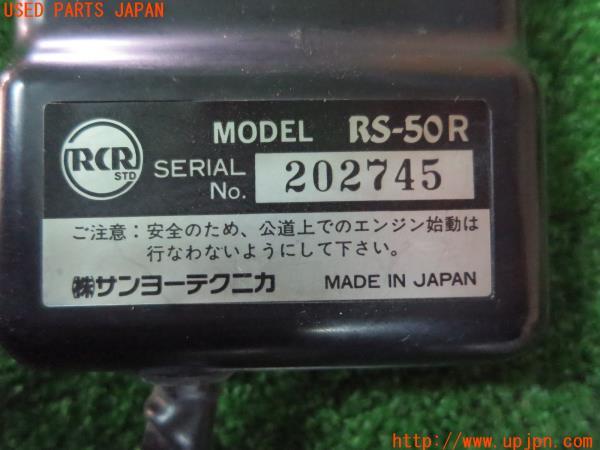 USED PARTS JAPAN
RCR
STD
MODEL RS-50R
SERIAL No. 202745
ご注意：安全のため、公道上でのエンジン始動は
行なわないようにして下さい。
㈱サンヨーテクニカ MADE IN JAPAN
http://www.upjpn.com